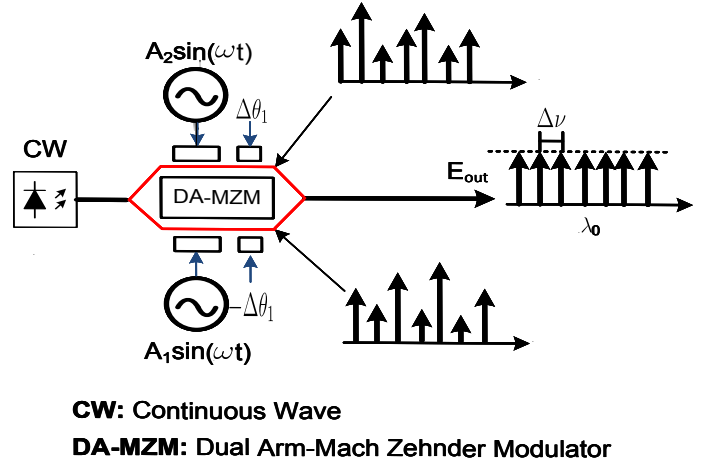 A₂sin(ωt)
Δθ₁
Δν
CW
DA-MZM
E_out
λ₀
−Δθ₁
A₁sin(ωt)
CW: Continuous Wave
DA-MZM: Dual Arm-Mach Zehnder Modulator